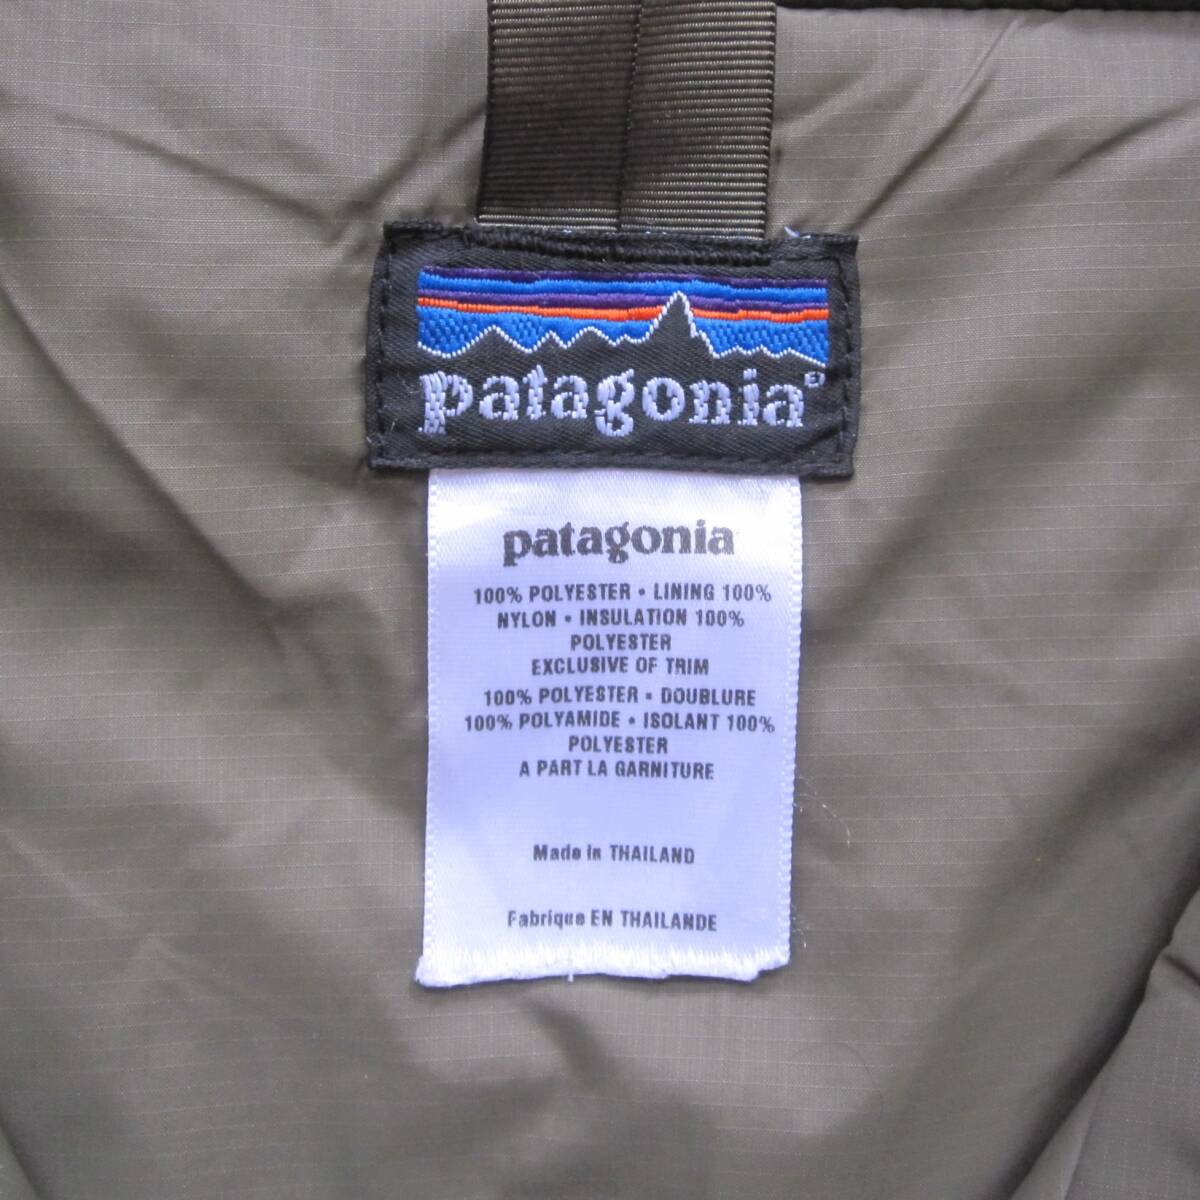 patagonia®
patagonia
100% POLYESTER • LINING 100%
NYLON • INSULATION 100%
POLYESTER
EXCLUSIVE OF TRIM
100% POLYESTER • DOUBLURE
100% POLYAMIDE • ISOLANT 100%
POLYESTER
A PART LA GARNITURE
Made in THAILAND
Fabrique EN THAILANDE